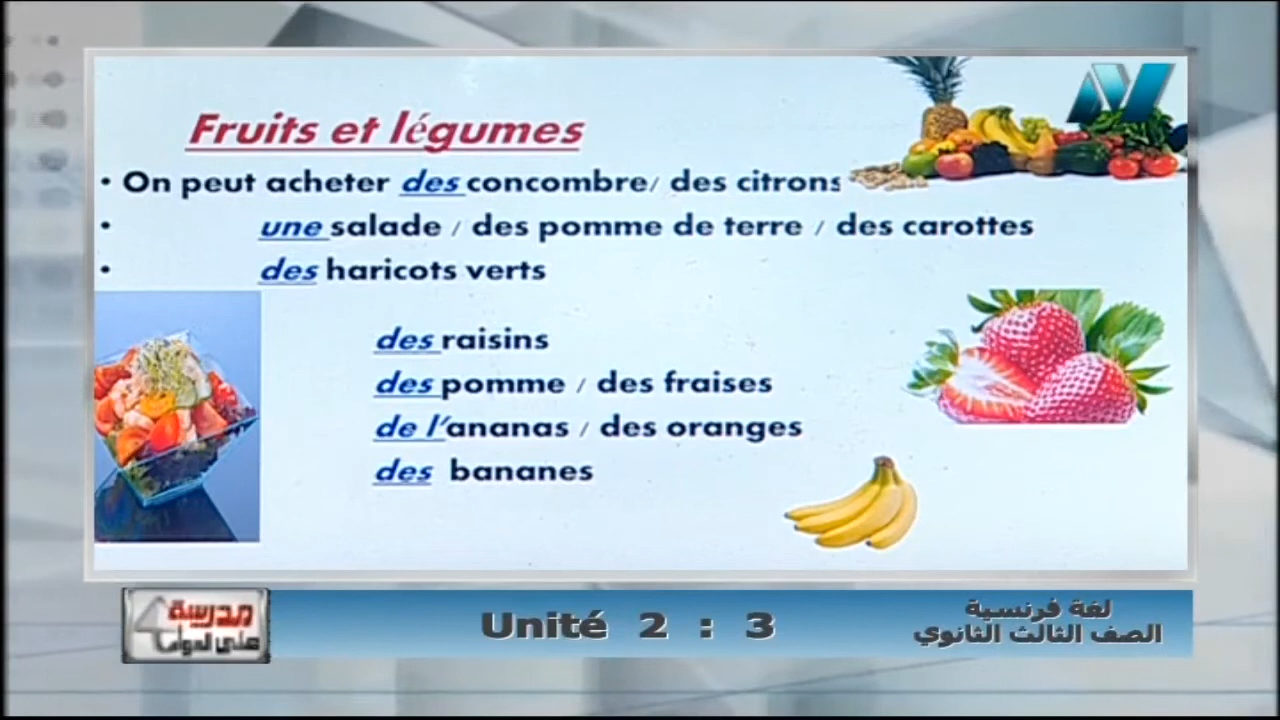 Fruits et légumes
• On peut acheter des concombre/ des citrons
• une salade / des pomme de terre / des carottes
• des haricots verts
des raisins
des pomme / des fraises
de l'ananas / des oranges
des bananes
مدرسة
على الهواء
Unité 2 : 3
لغة فرنسية
الصف الثالث الثانوي